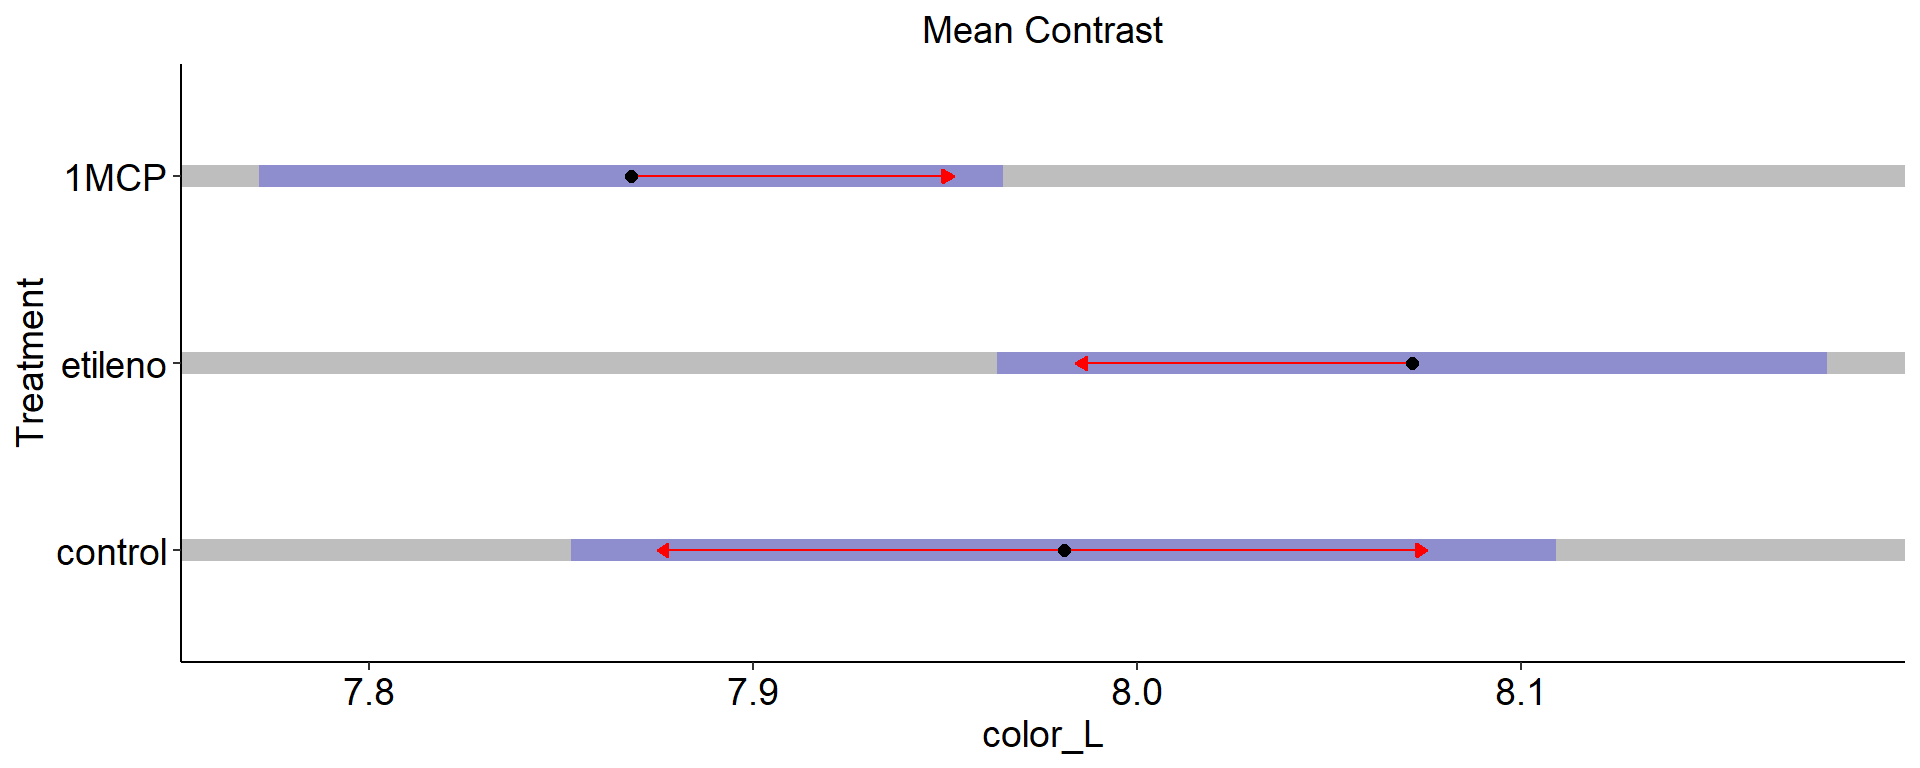 Mean Contrast
Treatment
1MCP
etileno
control
7.8 7.9 8.0 8.1
color_L